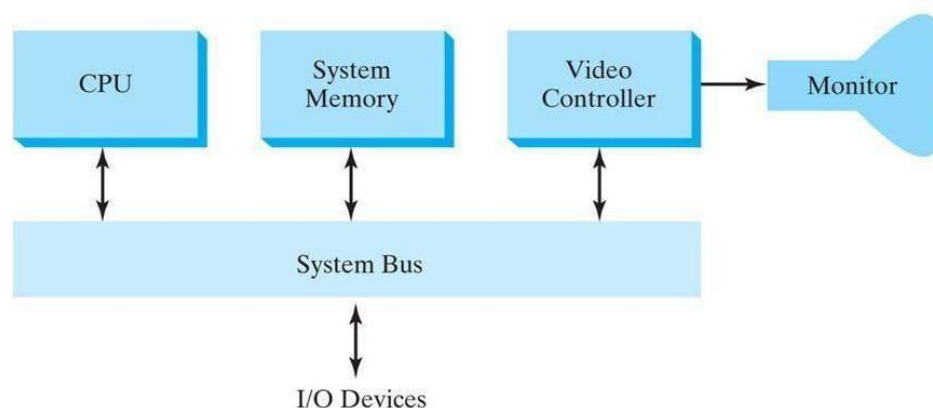 CPU
System
Memory
Video
Controller
Monitor
System Bus
I/O Devices